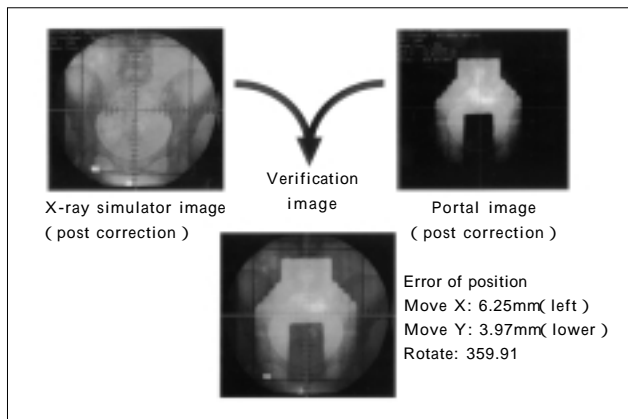 X-ray simulator image
( post correction )
Verification
image
Portal image
( post correction )
Error of position
Move X: 6.25mm( left )
Move Y: 3.97mm( lower )
Rotate: 359.91